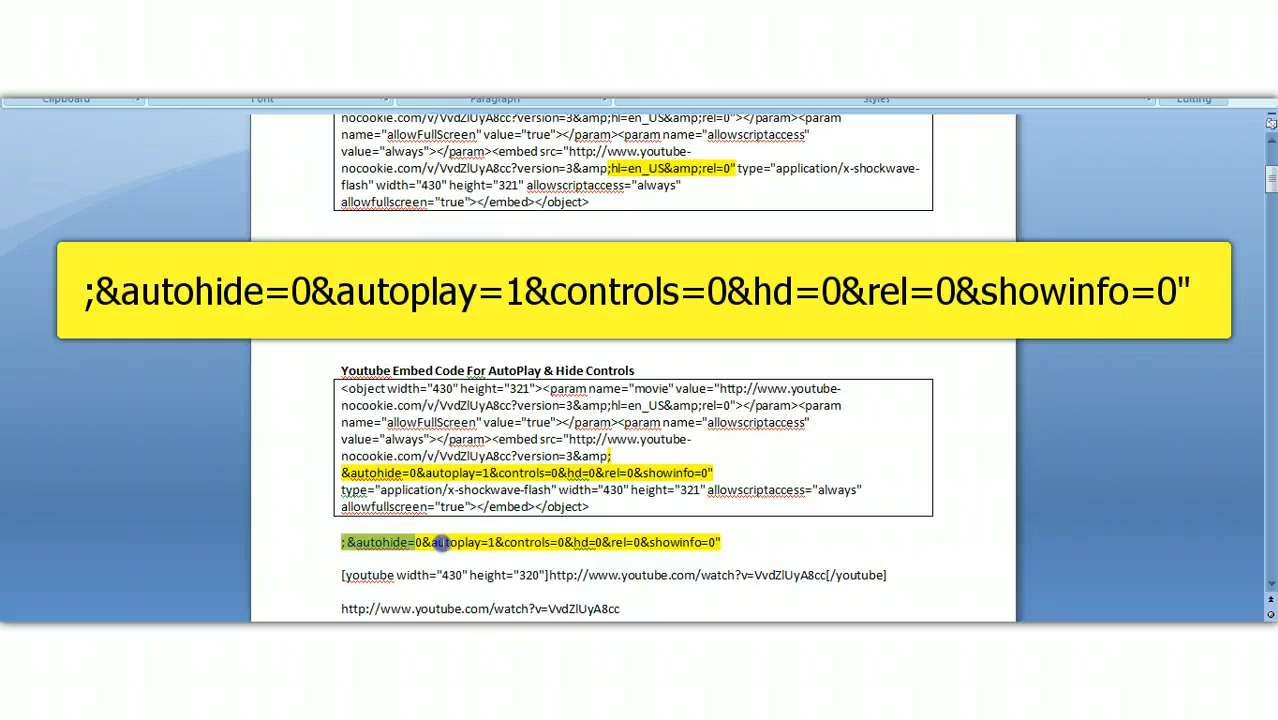 Clipboard Font Paragraph Styles Editing
nocookie.com/v/VvdZlUyA8cc?version=3&amp;hl=en_US&amp;rel=0"></param><param
name="allowFullScreen" value="true"></param><param name="allowscriptaccess"
value="always"></param><embed src="http://www.youtube-
nocookie.com/v/VvdZlUyA8cc?version=3&amp;hl=en_US&amp;rel=0" type="application/x-shockwave-
flash" width="430" height="321" allowscriptaccess="always"
allowfullscreen="true"></embed></object>
;&autohide=0&autoplay=1&controls=0&hd=0&rel=0&showinfo=0"
Youtube Embed Code For AutoPlay & Hide Controls
<object width="430" height="321"><param name="movie" value="http://www.youtube-
nocookie.com/v/VvdZlUyA8cc?version=3&amp;hl=en_US&amp;rel=0"></param><param
name="allowFullScreen" value="true"></param><param name="allowscriptaccess"
value="always"></param><embed src="http://www.youtube-
nocookie.com/v/VvdZlUyA8cc?version=3&amp;
&autohide=0&autoplay=1&controls=0&hd=0&rel=0&showinfo=0"
type="application/x-shockwave-flash" width="430" height="321" allowscriptaccess="always"
allowfullscreen="true"></embed></object>
;&autohide=0&autoplay=1&controls=0&hd=0&rel=0&showinfo=0"
[youtube width="430" height="320"]http://www.youtube.com/watch?v=VvdZlUyA8cc[/youtube]
http://www.youtube.com/watch?v=VvdZlUyA8cc